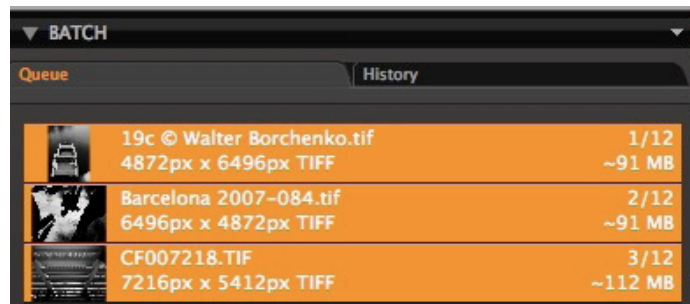 BATCH
Queue
History
19c © Walter Borchenko.tif 1/12
4872px x 6496px TIFF ~91 MB
Barcelona 2007-084.tif 2/12
6496px x 4872px TIFF ~91 MB
CF007218.TIF 3/12
7216px x 5412px TIFF ~112 MB